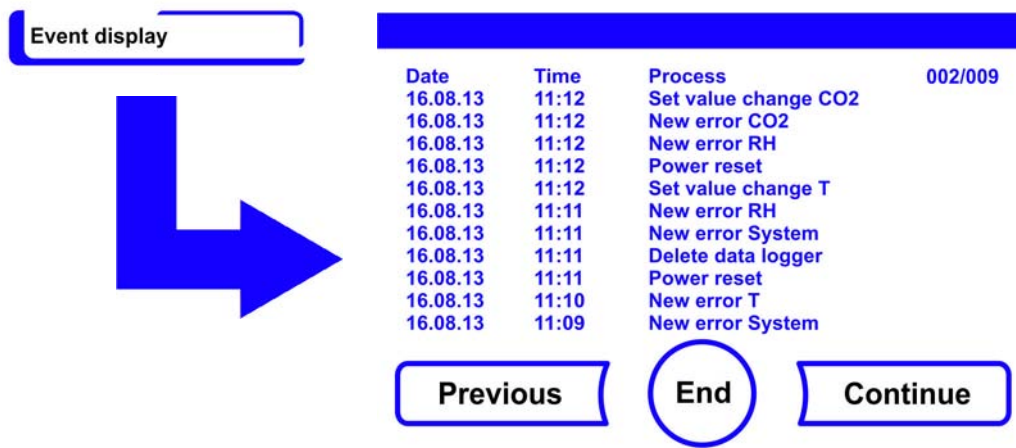 Event display
Date Time Process 002/009
16.08.13 11:12 Set value change CO2
16.08.13 11:12 New error CO2
16.08.13 11:12 New error RH
16.08.13 11:12 Power reset
16.08.13 11:12 Set value change T
16.08.13 11:11 New error RH
16.08.13 11:11 New error System
16.08.13 11:11 Delete data logger
16.08.13 11:11 Power reset
16.08.13 11:10 New error T
16.08.13 11:09 New error System
Previous End Continue